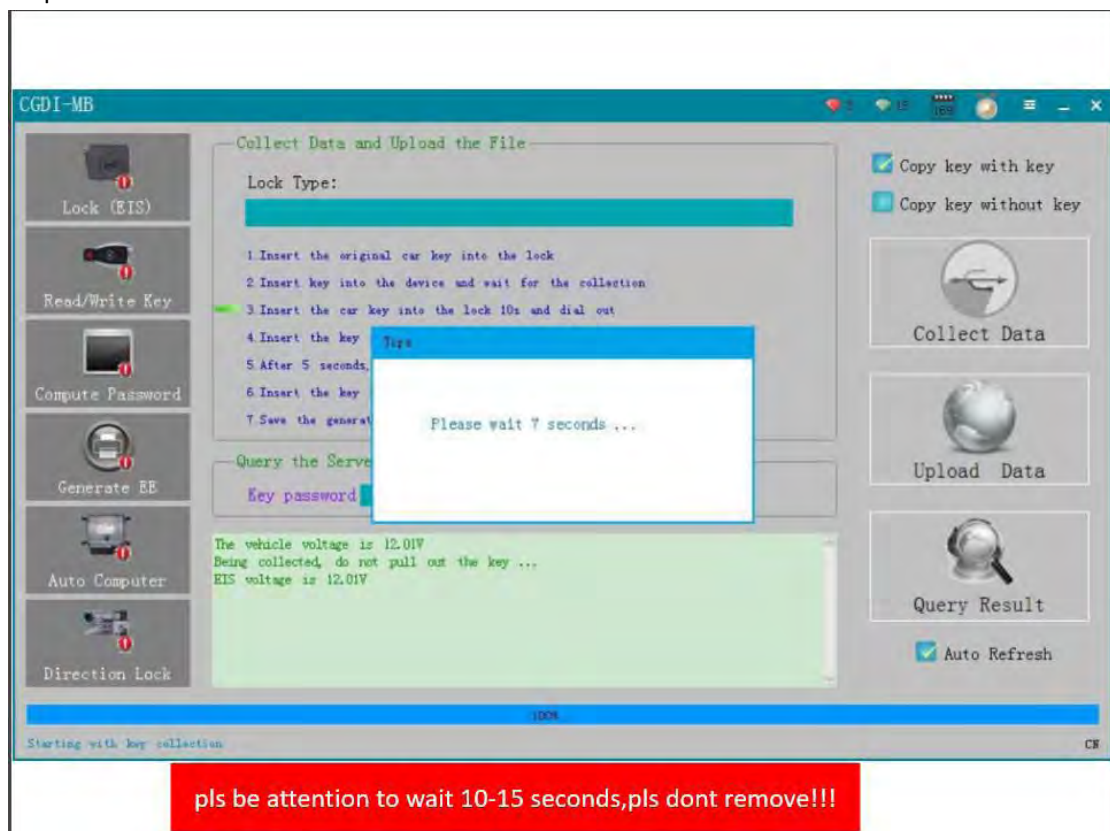 CGDI-MB
Collect Data and Upload the File
Lock Type:
Copy key with key
Copy key without key
Lock (EIS)
1.Insert the original car key into the lock
2.Insert key into the device and wait for the collection
3.Insert the car key into the lock 10s and dial out
4.Insert the key
5.After 5 seconds,
6.Insert the key
7.Save the generat
Read/Write Key
Collect Data
Tips
Please wait 7 seconds ...
Compute Password
Query the Serve
Key password
Upload Data
Generate EE
The vehicle voltage is 12.01V
Being collected, do not pull out the key ...
EIS voltage is 12.01V
Auto Computer
Query Result
Auto Refresh
Direction Lock
100%
Starting with key collection
CN
pls be attention to wait 10-15 seconds,pls dont remove!!!